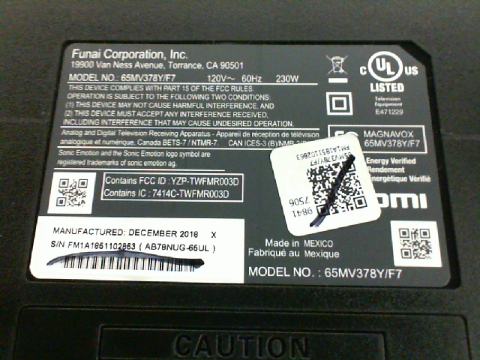 Funai Corporation, Inc.
19900 Van Ness Avenue, Torrance, CA 90501
MODEL NO.: 65MV378Y/F7 120V~ 60Hz 230W
THIS DEVICE COMPLIES WITH PART 15 OF THE FCC RULES.
OPERATION IS SUBJECT TO THE FOLLOWING TWO CONDITIONS:
(1) THIS DEVICE MAY NOT CAUSE HARMFUL INTERFERENCE, AND
(2) THIS DEVICE MUST ACCEPT ANY INTERFERENCE RECEIVED,
INCLUDING INTERFERENCE THAT MAY CAUSE UNDESIRED OPERATION.
Analog and Digital Television Receiving Apparatus - Appareil de réception de télévision
analogique et numérique, Canada BETS-7 / NTMR-7. CAN ICES-3 (B)/NMB-
Sonic Emotion and the Sonic Emotion logo symbol are
registered trademarks of sonic emotion ag.
Contains FCC ID : YZP-TWFMR003D
Contains IC : 7414C-TWFMR003D
MANUFACTURED: DECEMBER 2018 X
S/N FM1A1851102863 ( AB78NUG-65UL )
C UL US
LISTED
Television
Equipment
E471229
MAGNAVOX
65MV378Y/F7
Energy Verified
Rendement
Énergétique Vérifié
9841
7506
Made in MEXICO
Fabriqué au Mexique
MODEL NO. : 65MV378Y/F7
CAUTION